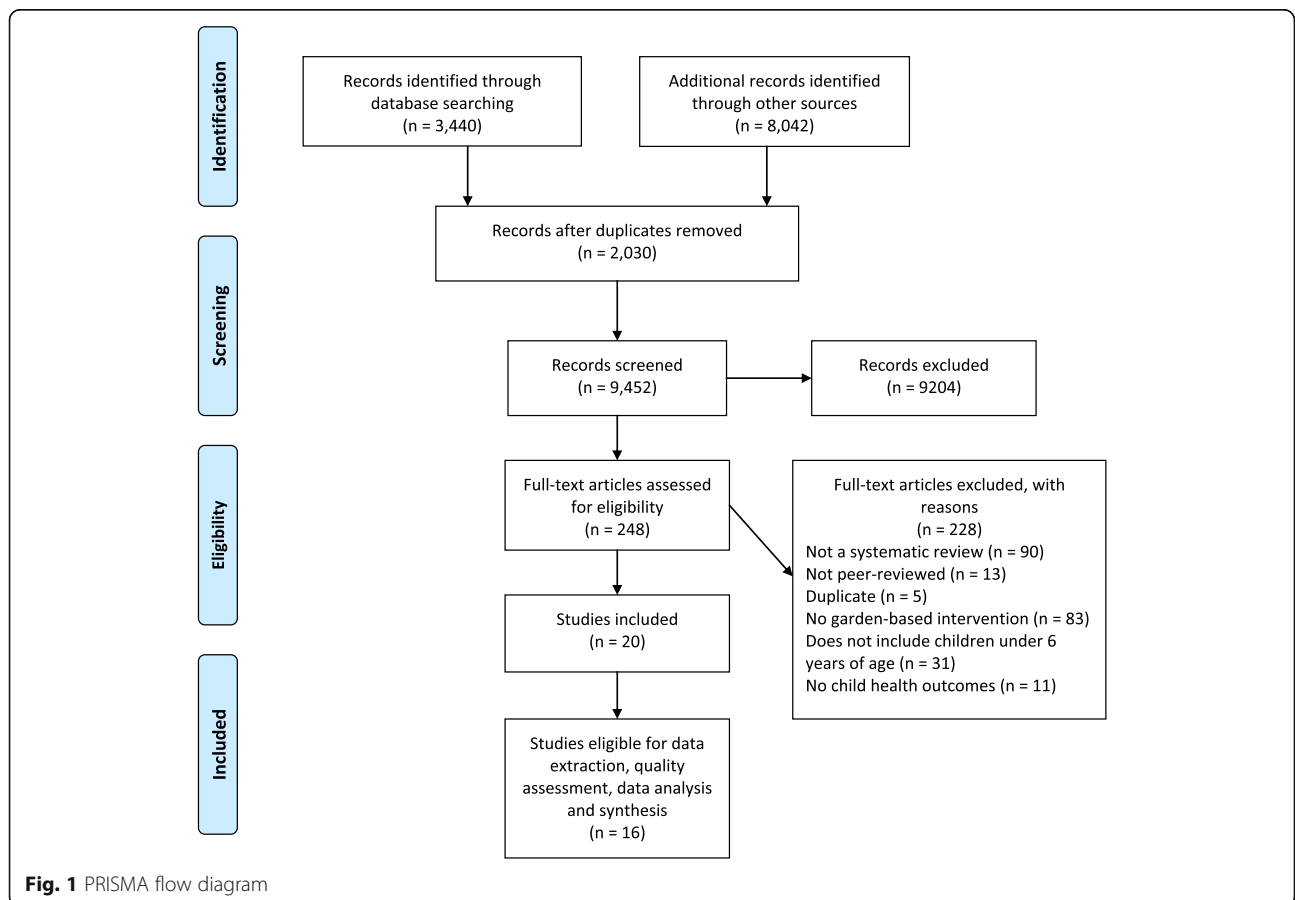 Identification
Records identified through
database searching
(n = 3,440)
Additional records identified
through other sources
(n = 8,042)
Records after duplicates removed
(n = 2,030)
Screening
Records screened
(n = 9,452)
Records excluded
(n = 9204)
Eligibility
Full-text articles assessed
for eligibility
(n = 248)
Full-text articles excluded, with
reasons
(n = 228)
Not a systematic review (n = 90)
Not peer-reviewed (n = 13)
Duplicate (n = 5)
No garden-based intervention (n = 83)
Does not include children under 6
years of age (n = 31)
No child health outcomes (n = 11)
Studies included
(n = 20)
Included
Studies eligible for data
extraction, quality
assessment, data analysis
and synthesis
(n = 16)
Fig. 1 PRISMA flow diagram